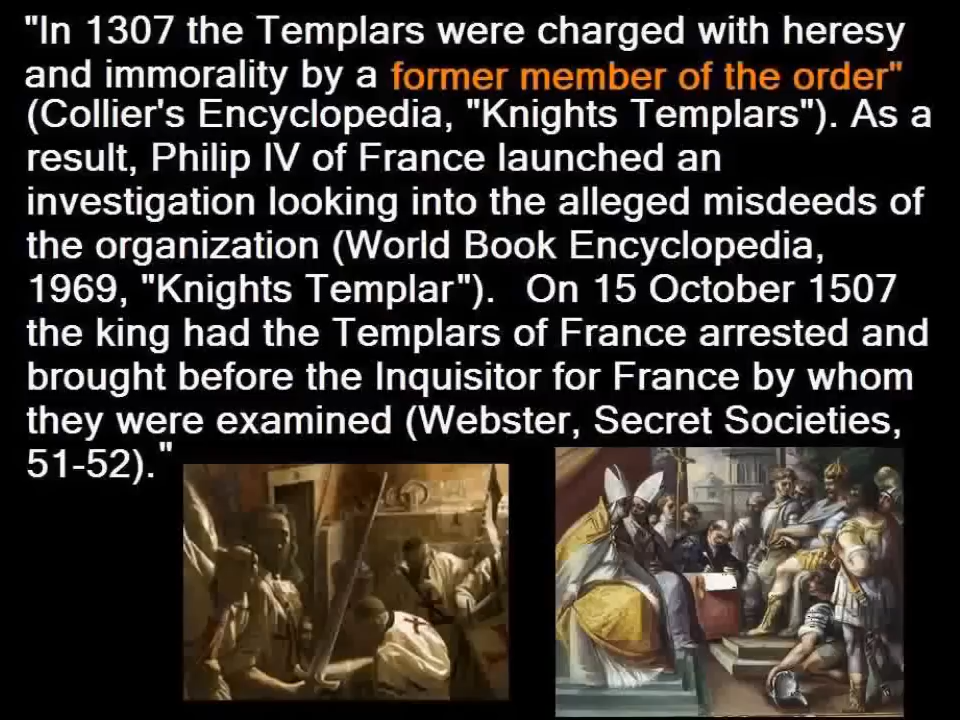 "In 1307 the Templars were charged with heresy
and immorality by a former member of the order"
(Collier's Encyclopedia, "Knights Templars"). As a
result, Philip IV of France launched an
investigation looking into the alleged misdeeds of
the organization (World Book Encyclopedia,
1969, "Knights Templar"). On 15 October 1507
the king had the Templars of France arrested and
brought before the Inquisitor for France by whom
they were examined (Webster, Secret Societies,
51-52)."